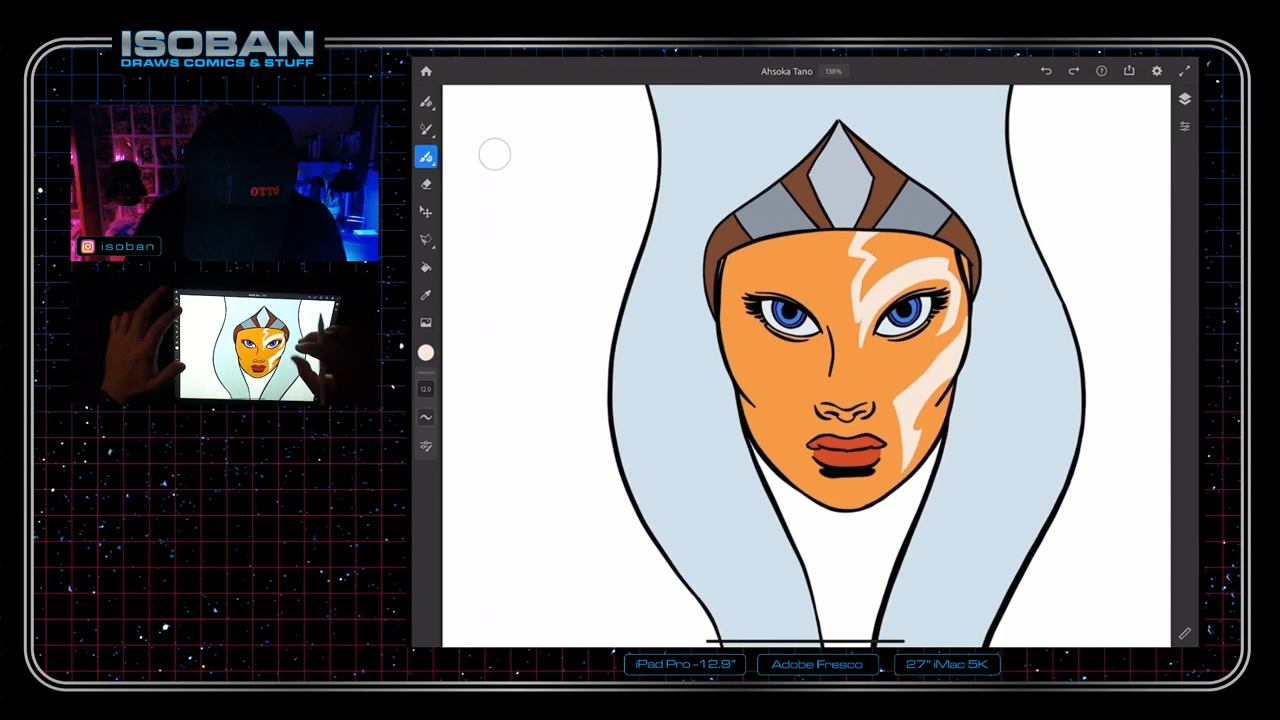 ISOBAN
DRAWS COMICS & STUFF
Ahsoka Tano
138%
OTTO
isoban
12.0
iPad Pro -12.9"
Adobe Fresco
27" iMac 5K